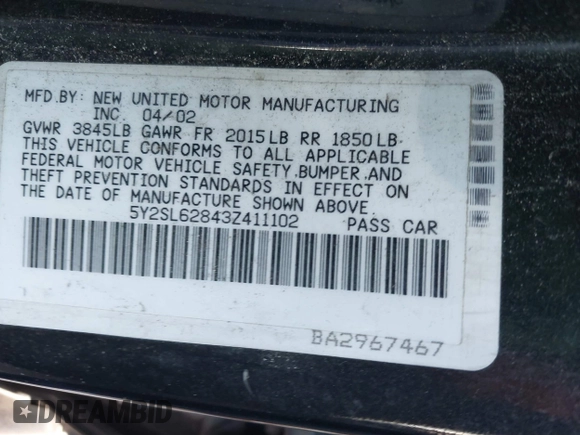 MFD.BY: NEW UNITED MOTOR MANUFACTURING
INC. 04/02
GVWR 3845LB GAWR FR 2015LB RR 1850LB
THIS VEHICLE CONFORMS TO ALL APPLICABLE
FEDERAL MOTOR VEHICLE SAFETY,BUMPER,AND
THEFT PREVENTION STANDARDS IN EFFECT ON
THE DATE OF MANUFACTURE SHOWN ABOVE.
5Y2SL62843Z411102 PASS CAR
BA2967467
DREAMBID